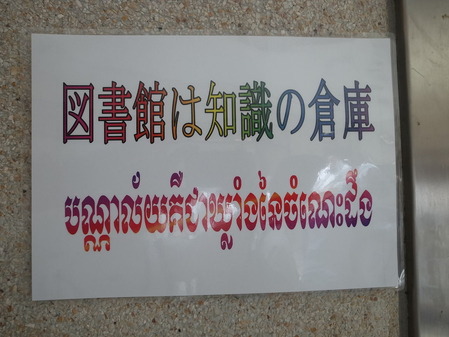 図書館は知識の倉庫
បណ្ណាល័យគឺជាឃ្លាំងនៃចំណេះដឹង